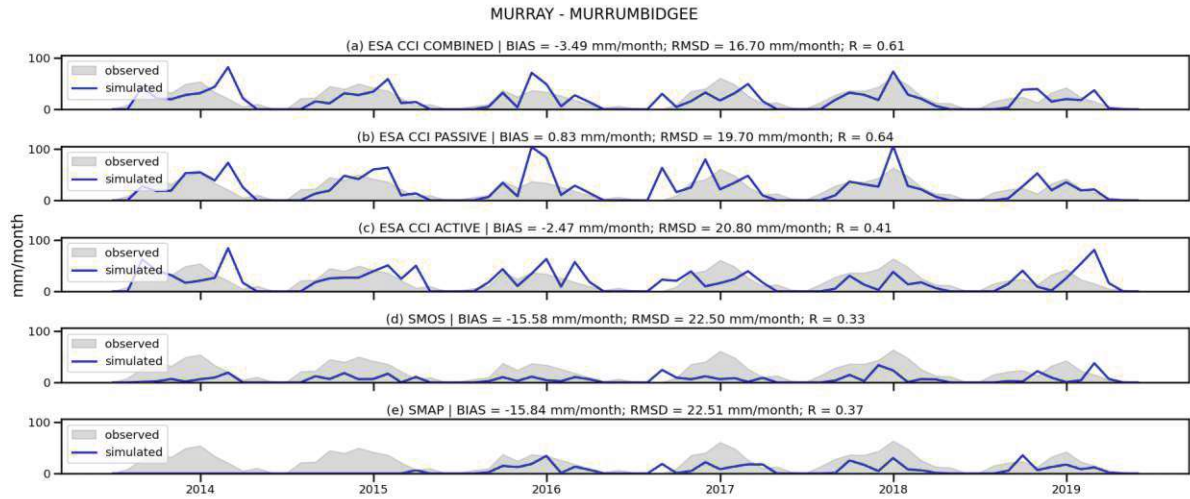 MURRAY - MURRUMBIDGEE
(a) ESA CCI COMBINED | BIAS = -3.49 mm/month; RMSD = 16.70 mm/month; R = 0.61
100
observed
simulated
0
(b) ESA CCI PASSIVE | BIAS = 0.83 mm/month; RMSD = 19.70 mm/month; R = 0.64
100
observed
simulated
0
(c) ESA CCI ACTIVE | BIAS = -2.47 mm/month; RMSD = 20.80 mm/month; R = 0.41
100
observed
simulated
0
mm/month
(d) SMOS | BIAS = -15.58 mm/month; RMSD = 22.50 mm/month; R = 0.33
100
observed
simulated
0
(e) SMAP | BIAS = -15.84 mm/month; RMSD = 22.51 mm/month; R = 0.37
100
observed
simulated
0
2014 2015 2016 2017 2018 2019